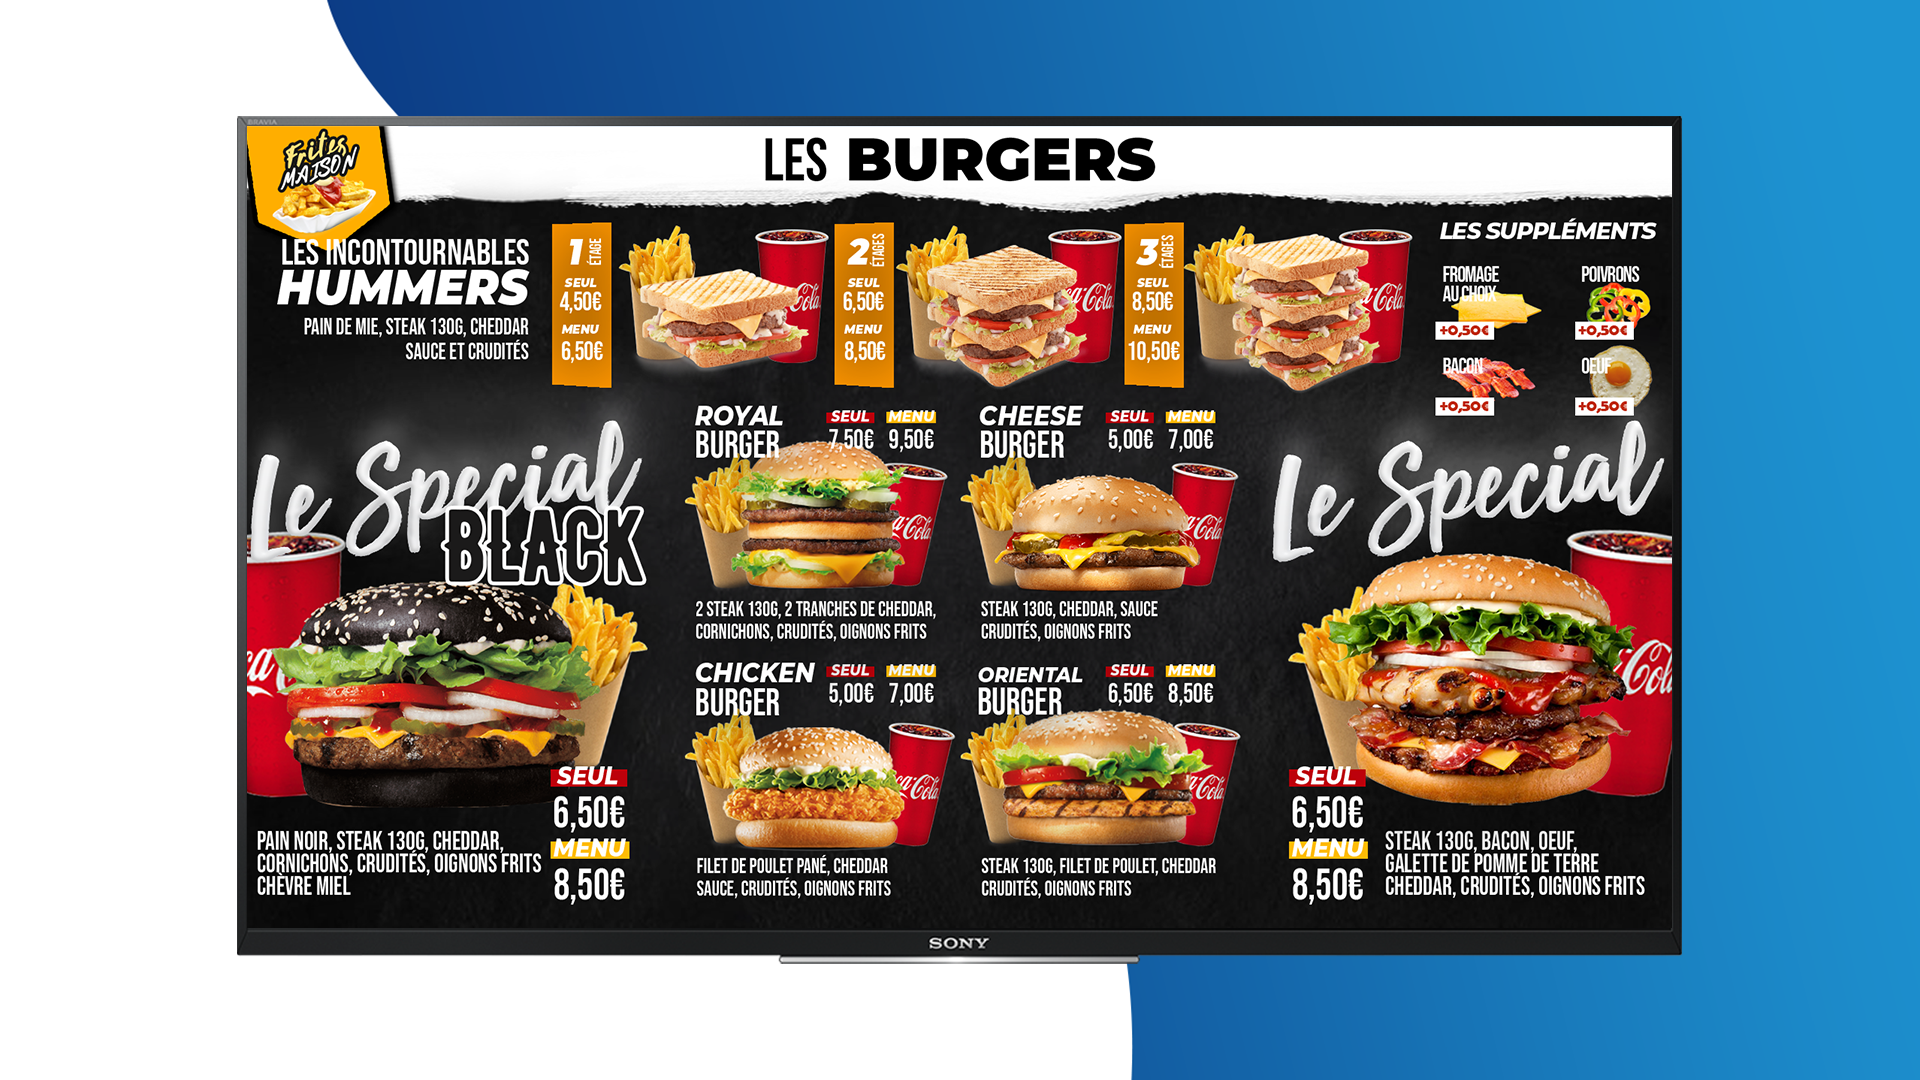 BRAVIA
Frites
MAISON
LES BURGERS
LES INCONTOURNABLES
HUMMERS
PAIN DE MIE, STEAK 130G, CHEDDAR
SAUCE ET CRUDITÉS
1 ÉTAGE
SEUL
4,50€
MENU
6,50€
2 ÉTAGES
SEUL
6,50€
MENU
8,50€
3 ÉTAGES
SEUL
8,50€
MENU
10,50€
LES SUPPLÉMENTS
FROMAGE
AU CHOIX
+0,50€
POIVRONS
+0,50€
BACON
+0,50€
OEUF
+0,50€
Le Special
BLACK
SEUL
6,50€
MENU
8,50€
PAIN NOIR, STEAK 130G, CHEDDAR,
CORNICHONS, CRUDITÉS, OIGNONS FRITS
CHÈVRE MIEL
ROYAL
BURGER
SEUL MENU
7,50€ 9,50€
2 STEAK 130G, 2 TRANCHES DE CHEDDAR,
CORNICHONS, CRUDITÉS, OIGNONS FRITS
CHEESE
BURGER
SEUL MENU
5,00€ 7,00€
STEAK 130G, CHEDDAR, SAUCE
CRUDITÉS, OIGNONS FRITS
CHICKEN
BURGER
SEUL MENU
5,00€ 7,00€
FILET DE POULET PANÉ, CHEDDAR
SAUCE, CRUDITÉS, OIGNONS FRITS
ORIENTAL
BURGER
SEUL MENU
6,50€ 8,50€
STEAK 130G, FILET DE POULET, CHEDDAR
CRUDITÉS, OIGNONS FRITS
Le Special
SEUL
6,50€
MENU
8,50€
STEAK 130G, BACON, OEUF,
GALETTE DE POMME DE TERRE
CHEDDAR, CRUDITÉS, OIGNONS FRITS
SONY